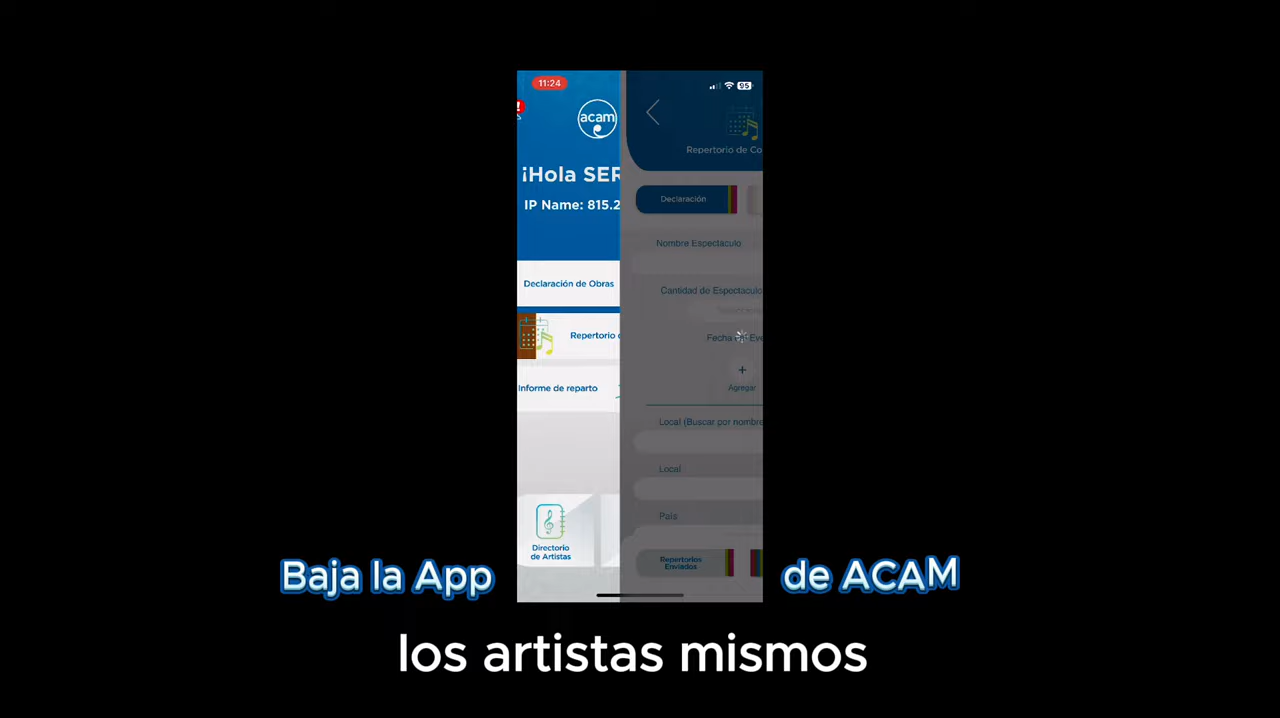 11:24
95
acam
¡Hola SER
IP Name: 815.2
Declaración de Obras
Repertorio
Informe de reparto
Directorio
de Artistas
Repertorio de Co
Declaración
Nombre Espectáculo
Cantidad de Espectaculo
Fecha
Eve
+
Agregar
Local (Buscar por nombre
Local
País
Repertorios
Enviados
Baja la App
de ACAM
los artistas mismos